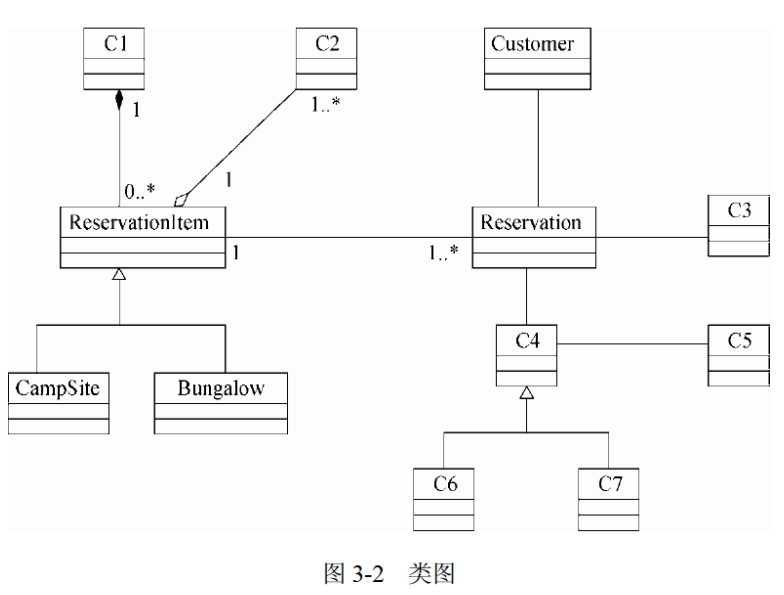 C1
C2
Customer
1
1..*
1
0..*
ReservationItem
Reservation
C3
1
1..*
C4
C5
CampSite
Bungalow
C6
C7
图 3-2 类图